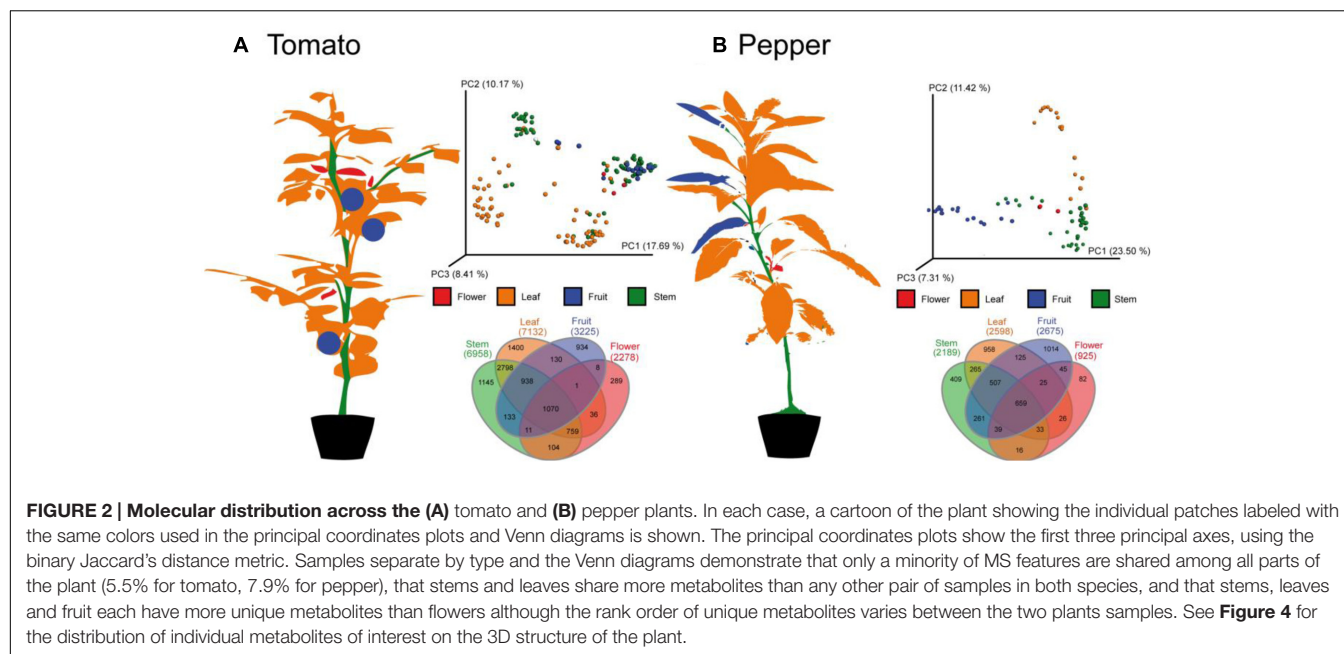 A Tomato
PC2 (10.17 %)
PC1 (17.69 %)
PC3 (8.41 %)
Flower Leaf Fruit Stem
Leaf
(7132)
Fruit
(3225)
Stem
(6958)
Flower
(2278)
1400
934
2798
130
8
1145
938
1
289
1070
133
36
11
759
104
B Pepper
PC2 (11.42 %)
PC1 (23.50 %)
PC3 (7.31 %)
Flower Leaf Fruit Stem
Leaf
(2598)
Fruit
(2675)
Stem
(2189)
Flower
(925)
958
1014
265
125
45
409
507
25
82
659
261
26
39
33
16
FIGURE 2 | Molecular distribution across the (A) tomato and (B) pepper plants. In each case, a cartoon of the plant showing the individual patches labeled with
the same colors used in the principal coordinates plots and Venn diagrams is shown. The principal coordinates plots show the first three principal axes, using the
binary Jaccard's distance metric. Samples separate by type and the Venn diagrams demonstrate that only a minority of MS features are shared among all parts of
the plant (5.5% for tomato, 7.9% for pepper), that stems and leaves share more metabolites than any other pair of samples in both species, and that stems, leaves
and fruit each have more unique metabolites than flowers although the rank order of unique metabolites varies between the two plants samples. See Figure 4 for
the distribution of individual metabolites of interest on the 3D structure of the plant.